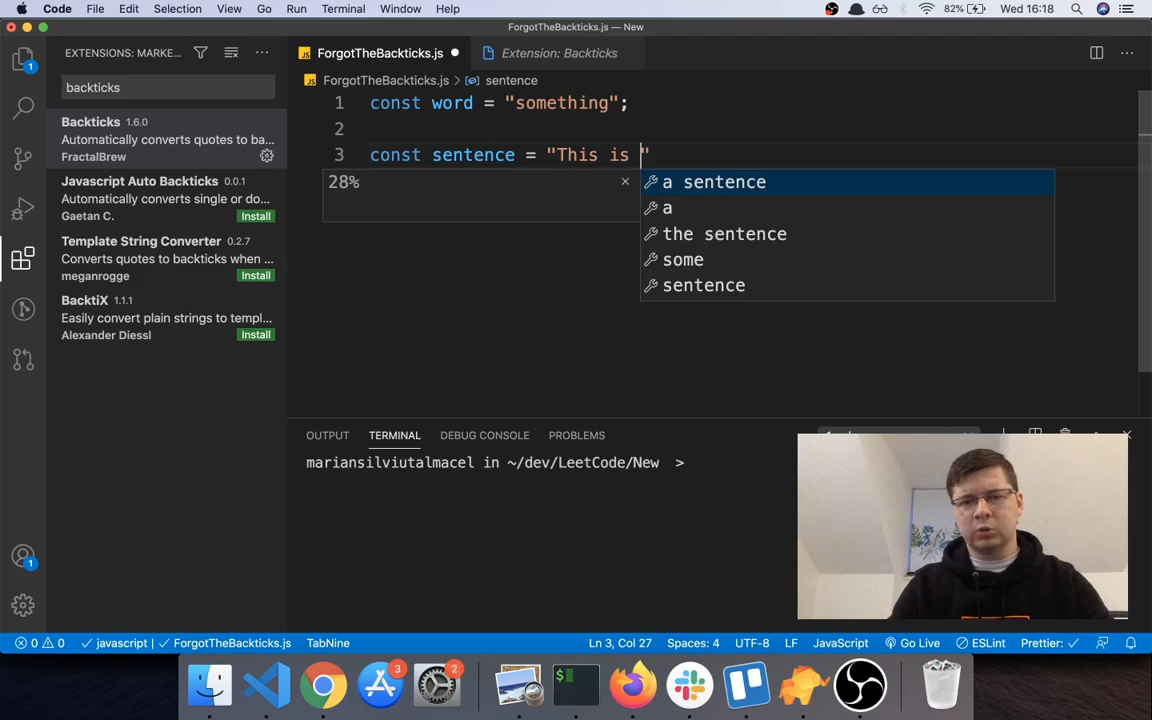 Code File Edit Selection View Go Run Terminal Window Help 82% Wed 16:18
ForgotTheBackticks.js — New
EXTENSIONS: MARKE...
backticks
Backticks 1.6.0
Automatically converts quotes to ba...
FractalBrew
Javascript Auto Backticks 0.0.1
Automatically converts single or do...
Gaetan C. Install
Template String Converter 0.2.7
Converts quotes to backticks when ...
meganrogge Install
BacktiX 1.1.1
Easily convert plain strings to templ...
Alexander Diessl Install
1
1
ForgotTheBackticks.js Extension: Backticks
ForgotTheBackticks.js > sentence
1 const word = "something";
2
3 const sentence = "This is "
28%
a sentence
a
the sentence
some
sentence
OUTPUT TERMINAL DEBUG CONSOLE PROBLEMS
mariansilviutalmacel in ~/dev/LeetCode/New >
0 0 javascript | ForgotTheBackticks.js TabNine Ln 3, Col 27 Spaces: 4 UTF-8 LF JavaScript Go Live ESLint Prettier:
3 2